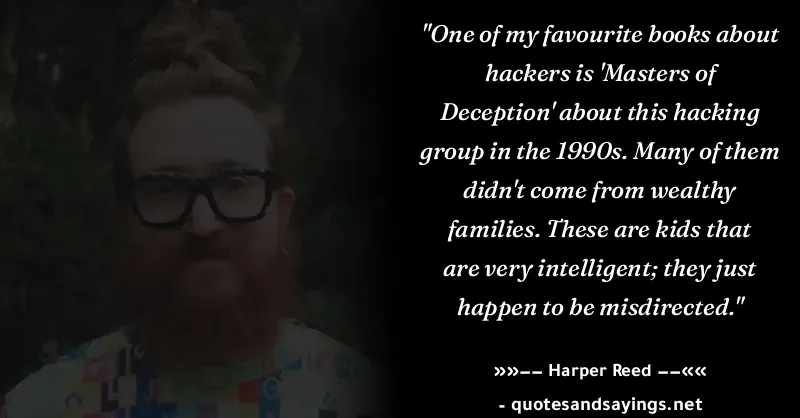 "One of my favourite books about
hackers is 'Masters of
Deception' about this hacking
group in the 1990s. Many of them
didn't come from wealthy
families. These are kids that
are very intelligent; they just
happen to be misdirected."
»»−− Harper Reed −−««
- quotesandsayings.net